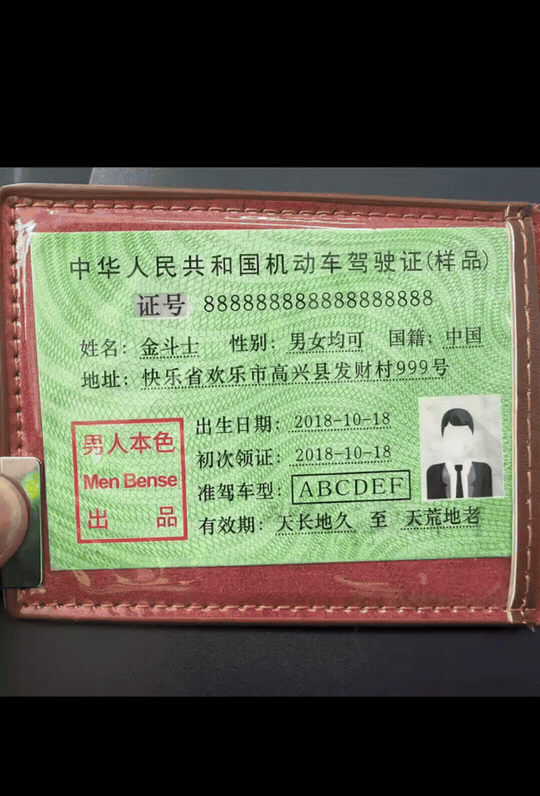 中华人民共和国机动车驾驶证(样品)
证号 888888888888888888
姓名: 金斗士 性别: 男女均可 国籍: 中国
地址: 快乐省欢乐市高兴县发财村999号
男人本色
Men Bense
出 品
出生日期: 2018-10-18
初次领证: 2018-10-18
准驾车型: ABCDEF
有效期: 天长地久 至 天荒地老